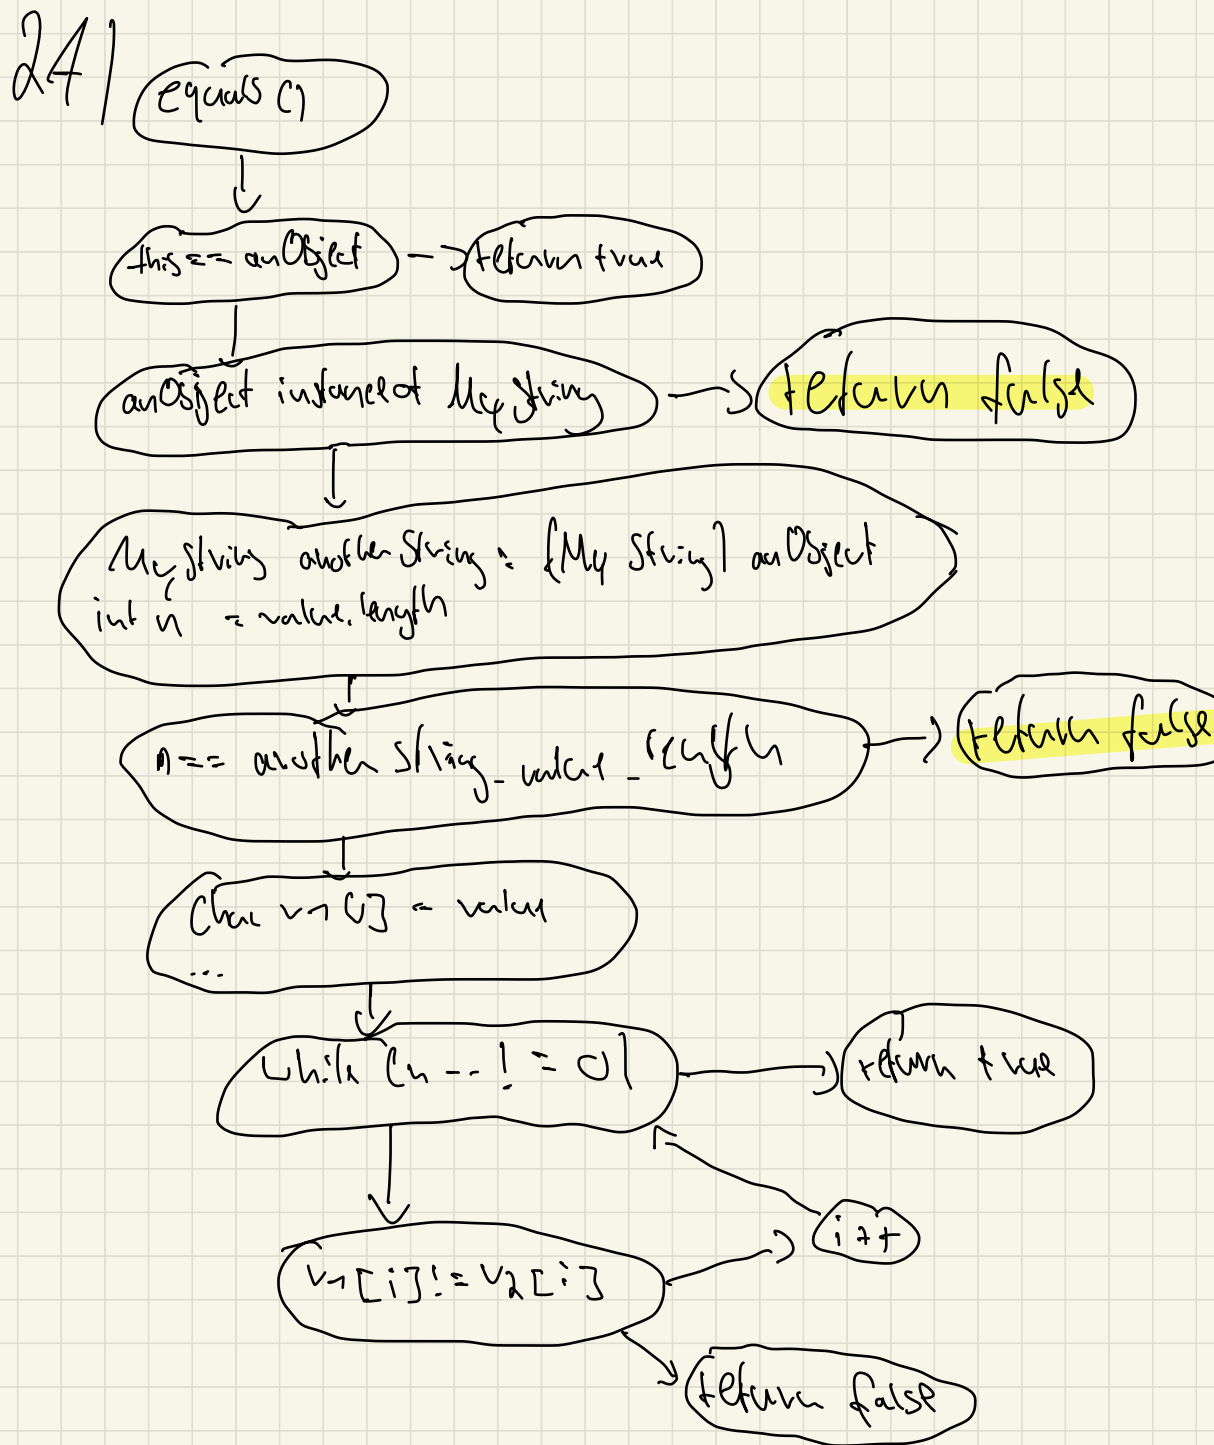 24)
equals ()
this == anObject
return true
anObject instanceof MyString
return false
MyString anotherString = (MyString) anObject
int n = value.length
n == anotherString.value.length
return false
Char v1 [] = value
...
while (n-- != 0)
return true
i++
v1[i] != v2[i]
return false